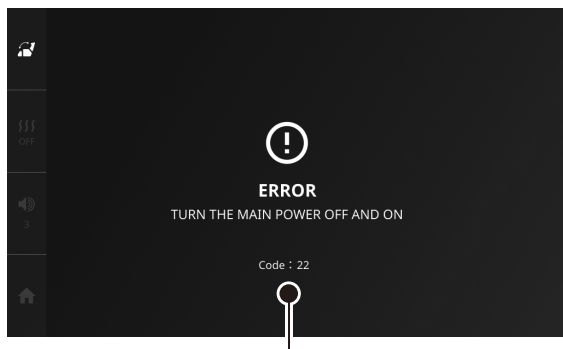 OFF
3
ERROR
TURN THE MAIN POWER OFF AND ON
Code : 22